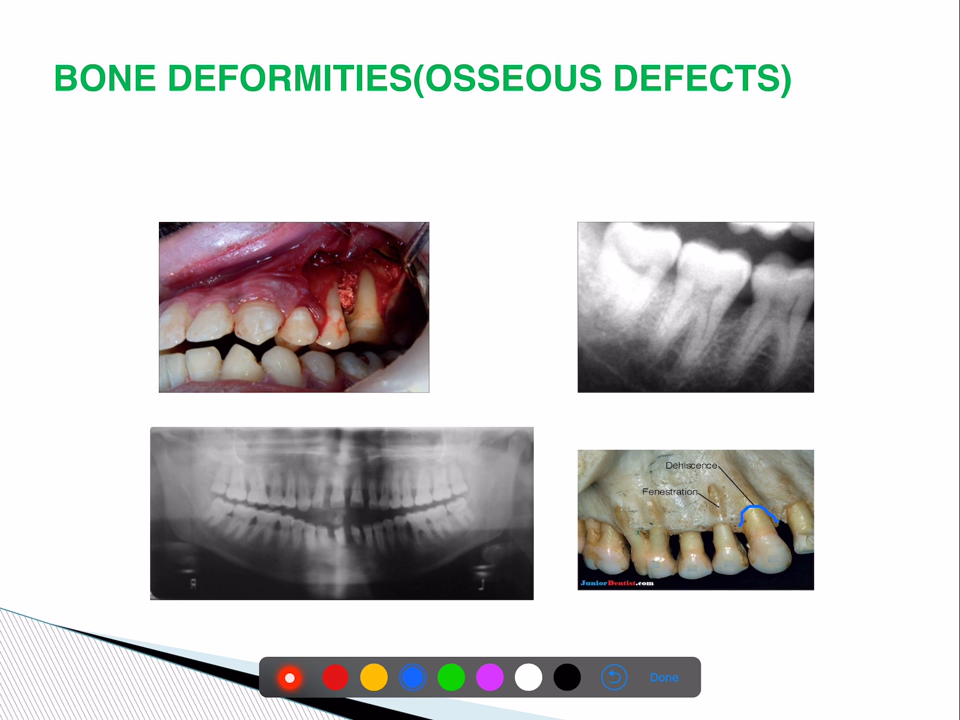 BONE DEFORMITIES(OSSEOUS DEFECTS)
Dehiscence
Fenestration
JuniorDentist.com
Done